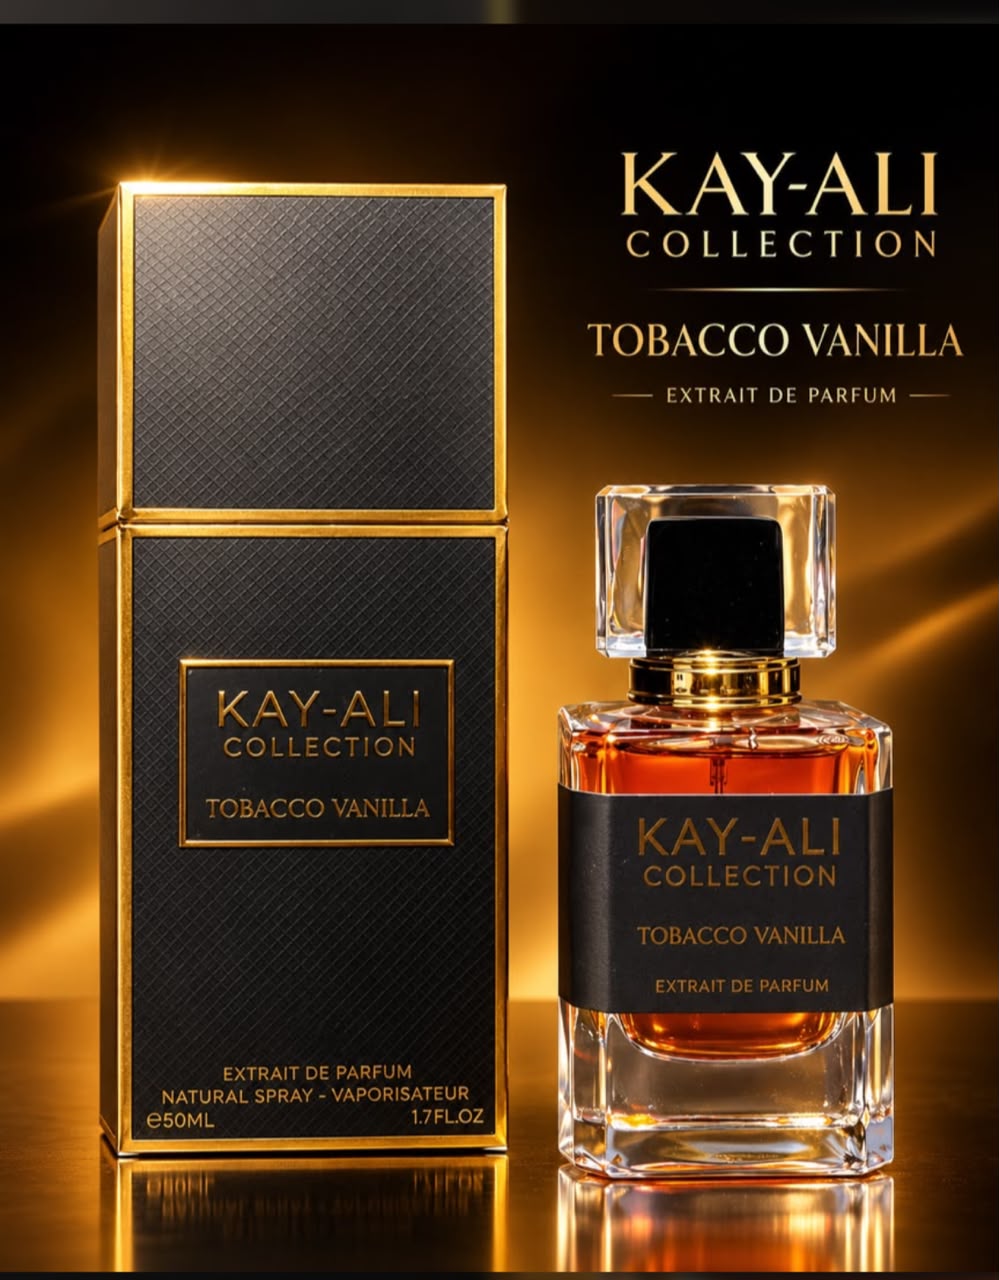 KAY-ALI
COLLECTION
TOBACCO VANILLA
EXTRAIT DE PARFUM
KAY-ALI
COLLECTION
TOBACCO VANILLA
EXTRAIT DE PARFUM
NATURAL SPRAY - VAPORISATEUR
℮50ML 1.7FL.OZ
KAY-ALI
COLLECTION
TOBACCO VANILLA
EXTRAIT DE PARFUM